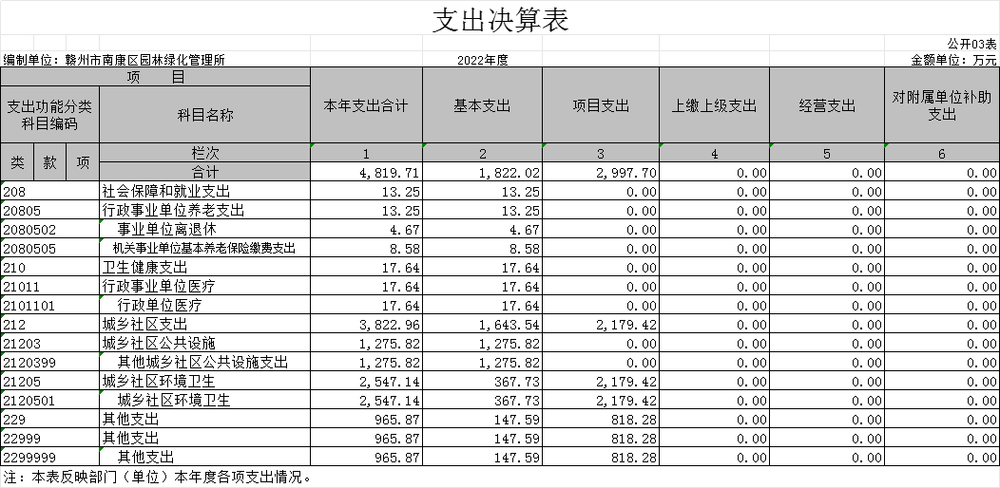 支出决算表
公开03表
编制单位：赣州市南康区园林绿化管理所 2022年度 金额单位：万元
项 目 本年支出合计 基本支出 项目支出 上缴上级支出 经营支出 对附属单位补助支出
支出功能分类科目编码 科目名称
类 款 项 栏次 1 2 3 4 5 6
合计 4,819.71 1,822.02 2,997.70 0.00 0.00 0.00
208 社会保障和就业支出 13.25 13.25 0.00 0.00 0.00 0.00
20805 行政事业单位养老支出 13.25 13.25 0.00 0.00 0.00 0.00
2080502 事业单位离退休 4.67 4.67 0.00 0.00 0.00 0.00
2080505 机关事业单位基本养老保险缴费支出 8.58 8.58 0.00 0.00 0.00 0.00
210 卫生健康支出 17.64 17.64 0.00 0.00 0.00 0.00
21011 行政事业单位医疗 17.64 17.64 0.00 0.00 0.00 0.00
2101101 行政单位医疗 17.64 17.64 0.00 0.00 0.00 0.00
212 城乡社区支出 3,822.96 1,643.54 2,179.42 0.00 0.00 0.00
21203 城乡社区公共设施 1,275.82 1,275.82 0.00 0.00 0.00 0.00
2120399 其他城乡社区公共设施支出 1,275.82 1,275.82 0.00 0.00 0.00 0.00
21205 城乡社区环境卫生 2,547.14 367.73 2,179.42 0.00 0.00 0.00
2120501 城乡社区环境卫生 2,547.14 367.73 2,179.42 0.00 0.00 0.00
229 其他支出 965.87 147.59 818.28 0.00 0.00 0.00
22999 其他支出 965.87 147.59 818.28 0.00 0.00 0.00
2299999 其他支出 965.87 147.59 818.28 0.00 0.00 0.00
注：本表反映部门（单位）本年度各项支出情况。